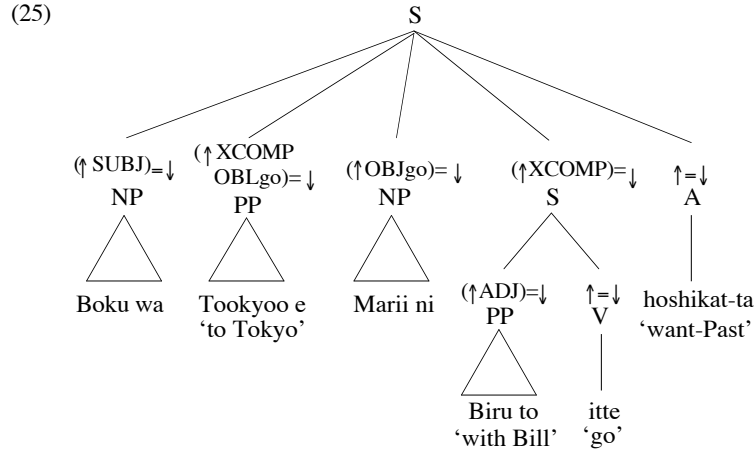 (25)
S
(↑SUBJ)=↓
(↑XCOMP
OBLgo)=↓
(↑OBJgo)=↓
(↑XCOMP)=↓
↑=↓
NP
PP
NP
S
A
Boku wa
Tookyoo e
'to Tokyo'
Marii ni
(↑ADJ)=↓
↑=↓
hoshikat-ta
PP
V
'want-Past'
Biru to
'with Bill'
itte
'go'